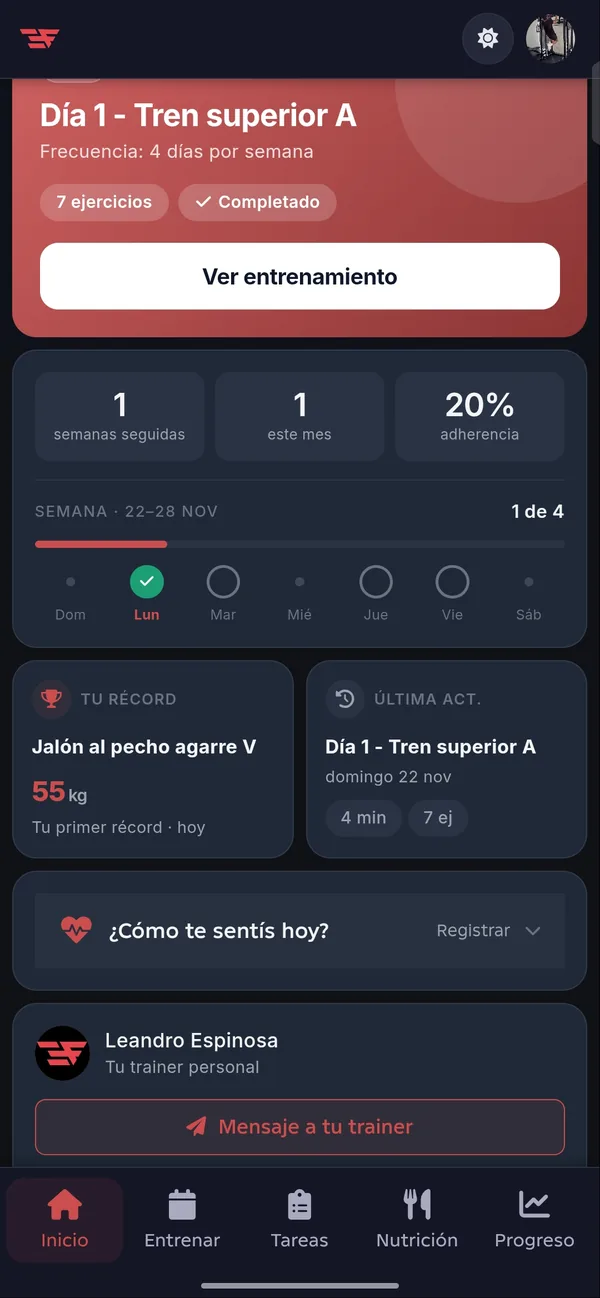 Día 1 - Tren superior A
Frecuencia: 4 días por semana
7 ejercicios
Completado
Ver entrenamiento
1
semanas seguidas
1
este mes
20%
adherencia
SEMANA · 22–28 NOV
1 de 4
Dom
Lun
Mar
Mié
Jue
Vie
Sáb
TU RÉCORD
Jalón al pecho agarre V
55 kg
Tu primer récord · hoy
ÚLTIMA ACT.
Día 1 - Tren superior A
domingo 22 nov
4 min
7 ej
¿Cómo te sentís hoy?
Registrar
Leandro Espinosa
Tu trainer personal
Mensaje a tu trainer
Inicio
Entrenar
Tareas
Nutrición
Progreso